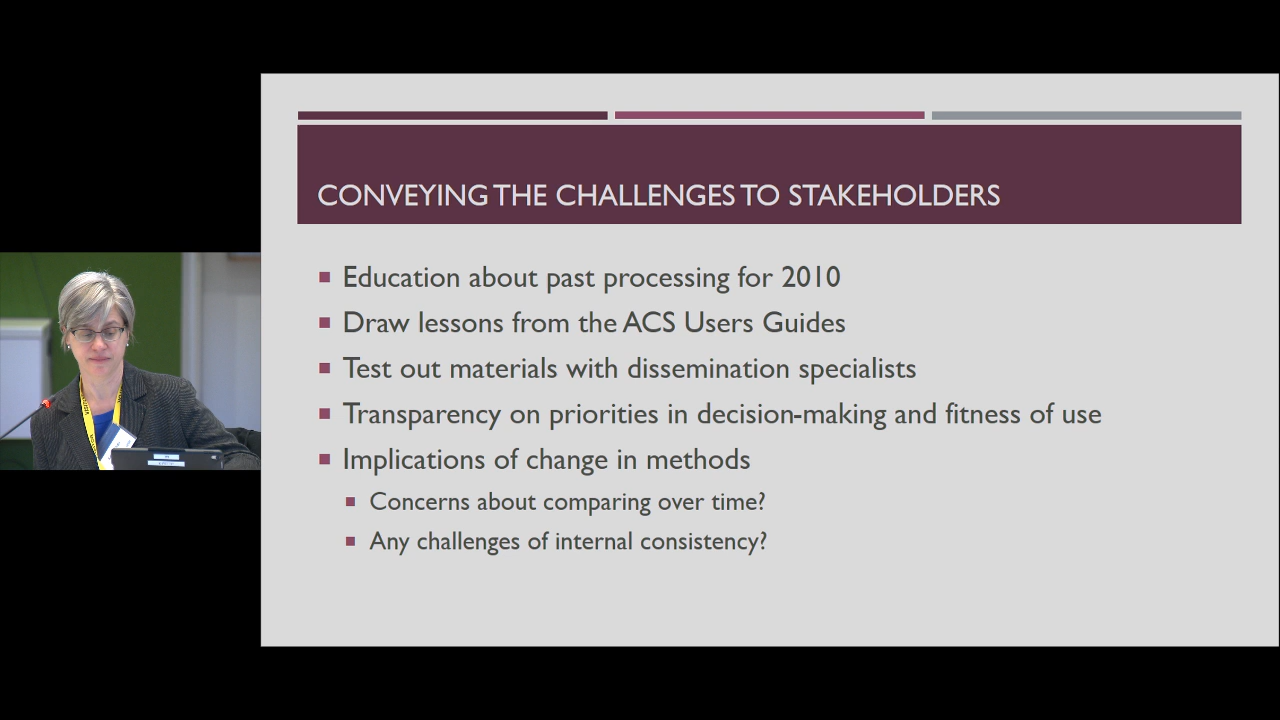 CONVEYING THE CHALLENGES TO STAKEHOLDERS
Education about past processing for 2010
Draw lessons from the ACS Users Guides
Test out materials with dissemination specialists
Transparency on priorities in decision-making and fitness of use
Implications of change in methods
Concerns about comparing over time?
Any challenges of internal consistency?